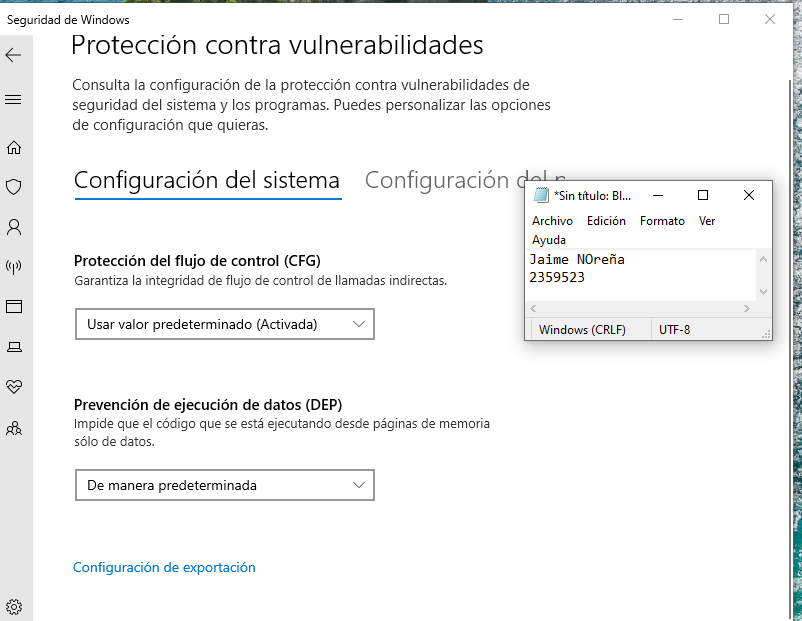 Seguridad de Windows
Protección contra vulnerabilidades
Consulta la configuración de la protección contra vulnerabilidades de
seguridad del sistema y los programas. Puedes personalizar las opciones
de configuración que quieras.
Configuración del sistema
Configuración del
Protección del flujo de control (CFG)
Garantiza la integridad de flujo de control de llamadas indirectas.
Usar valor predeterminado (Activada)
Prevención de ejecución de datos (DEP)
Impide que el código que se está ejecutando desde páginas de memoria
sólo de datos.
De manera predeterminada
Configuración de exportación
*Sin título: Bl...
Archivo Edición Formato Ver
Ayuda
Jaime NOreña
2359523
Windows (CRLF) UTF-8